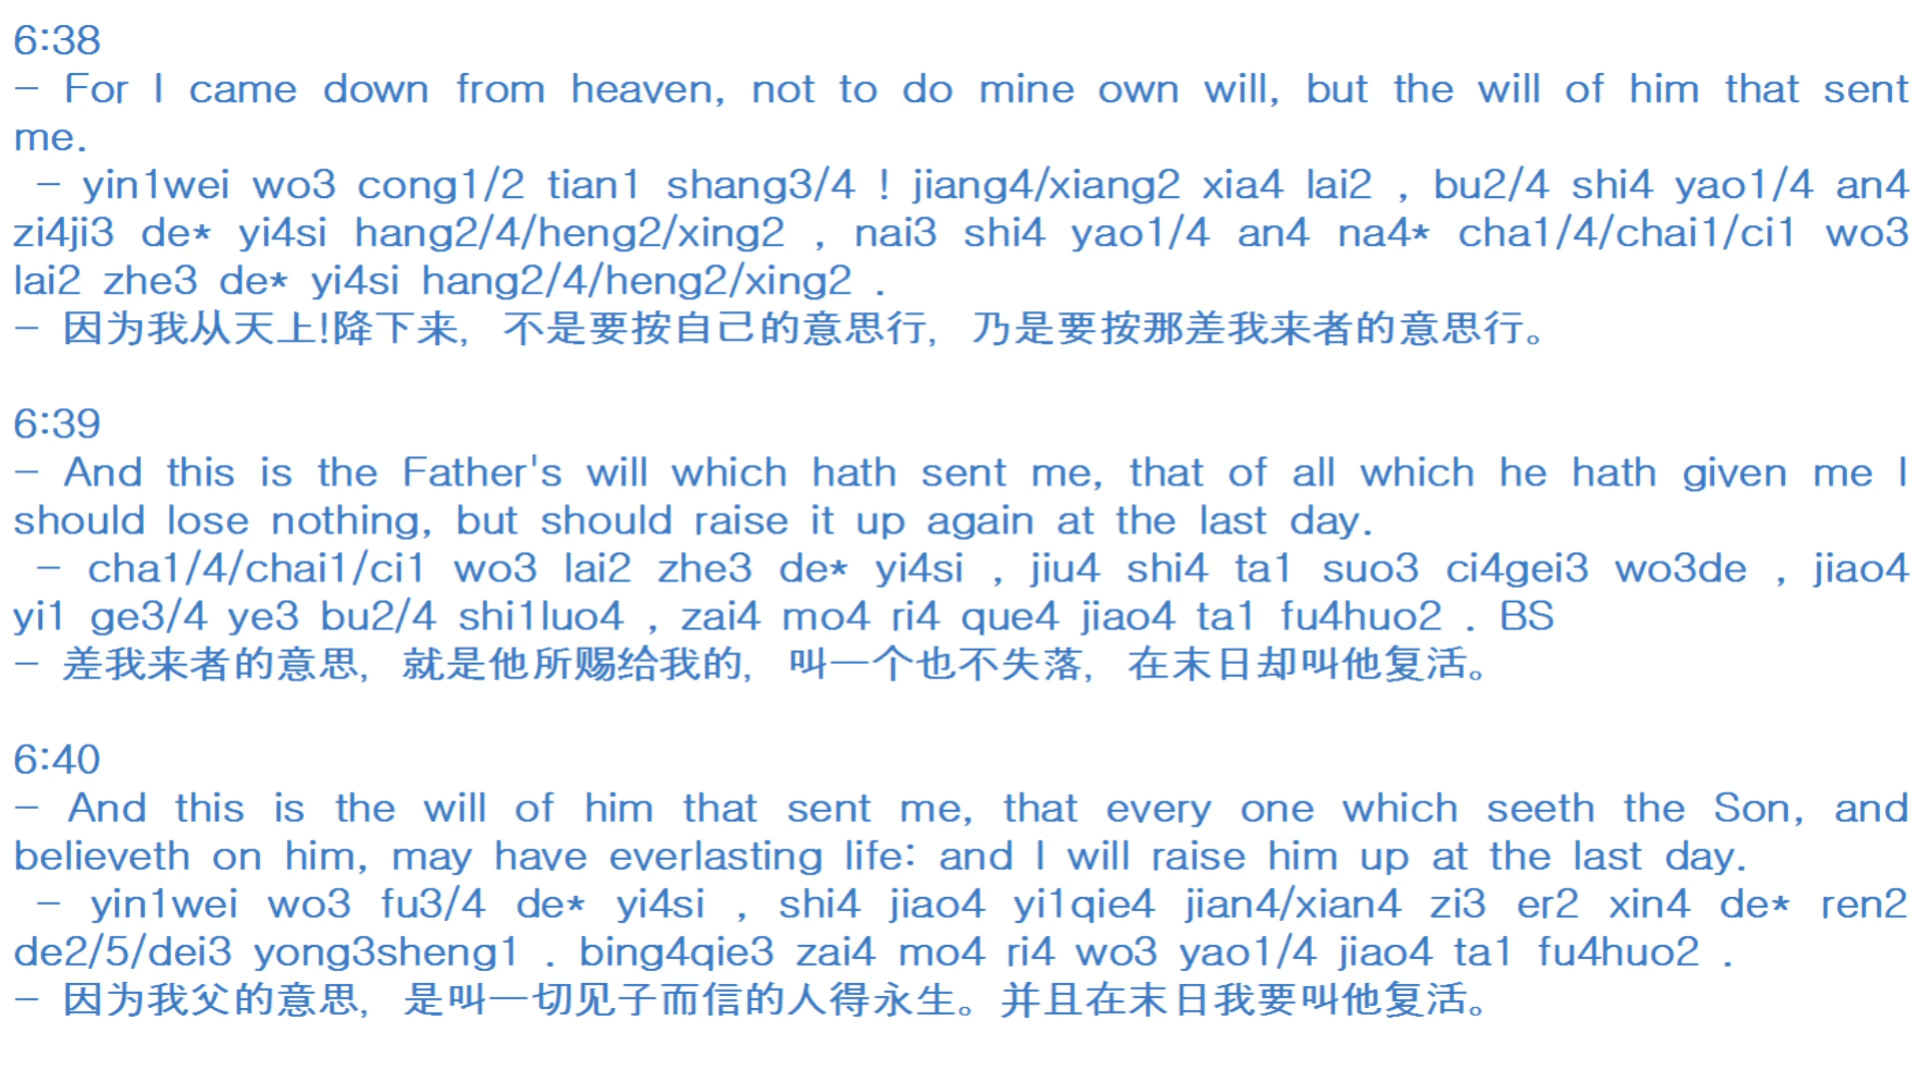 6:38
- For I came down from heaven, not to do mine own will, but the will of him that sent
me.
- yin1wei wo3 cong1/2 tian1 shang3/4 ! jiang4/xiang2 xia4 lai2 , bu2/4 shi4 yao1/4 an4
zi4ji3 de* yi4si hang2/4/heng2/xing2 , nai3 shi4 yao1/4 an4 na4* cha1/4/chai1/ci1 wo3
lai2 zhe3 de* yi4si hang2/4/heng2/xing2 .
- 因为我从天上!降下来, 不是要按自己的意思行, 乃是要按那差我来者的意思行。
6:39
- And this is the Father's will which hath sent me, that of all which he hath given me I
should lose nothing, but should raise it up again at the last day.
- cha1/4/chai1/ci1 wo3 lai2 zhe3 de* yi4si , jiu4 shi4 ta1 suo3 ci4gei3 wo3de , jiao4
yi1 ge3/4 ye3 bu2/4 shi1luo4 , zai4 mo4 ri4 que4 jiao4 ta1 fu4huo2 . BS
- 差我来者的意思, 就是他所赐给我的, 叫一个也不失落, 在末日却叫他复活。
6:40
- And this is the will of him that sent me, that every one which seeth the Son, and
believeth on him, may have everlasting life: and I will raise him up at the last day.
- yin1wei wo3 fu3/4 de* yi4si , shi4 jiao4 yi1qie4 jian4/xian4 zi3 er2 xin4 de* ren2
de2/5/dei3 yong3sheng1 . bing4qie3 zai4 mo4 ri4 wo3 yao1/4 jiao4 ta1 fu4huo2 .
- 因为我父的意思, 是叫一切见子而信的人得永生。并且在末日我要叫他复活。